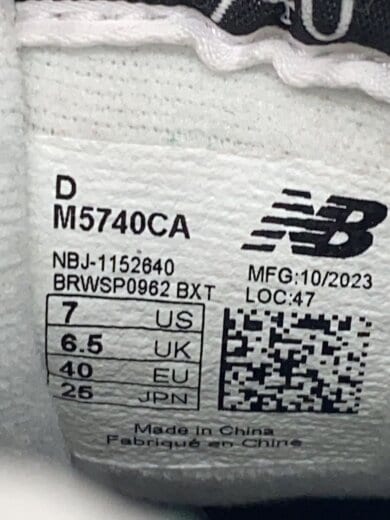 D
M5740CA
NB
NBJ-1152640
BRWSP0962 BXT
MFG:10/2023
LOC:47
7 US
6.5 UK
40 EU
25 JPN
Made in China
Fabriqué en Chine